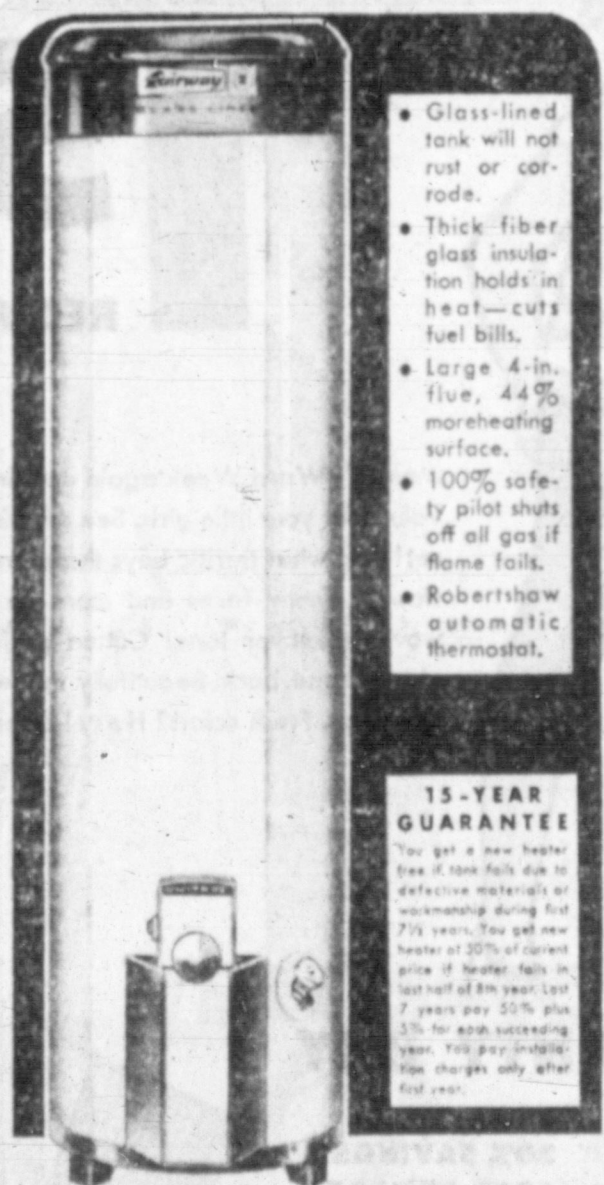 Fairway
GLASS LINED
• Glass-lined
tank will not
rust or cor-
rode.
• Thick fiber
glass insula-
tion holds in
heat—cuts
fuel bills.
• Large 4-in.
flue, 44%
moreheating
surface.
• 100% safe-
ty pilot shuts
off all gas if
flame fails.
• Robertshaw
automatic
thermostat.
15-YEAR
GUARANTEE
You get a new heater
free if tank fails due to
defective materials or
workmanship during first
7½ years. You get new
heater at 50% of current
price if heater fails in
last half of 8th year. Last
7 years pay 50% plus
5% for each succeeding
year. You pay installa-
tion charges only after
first year.